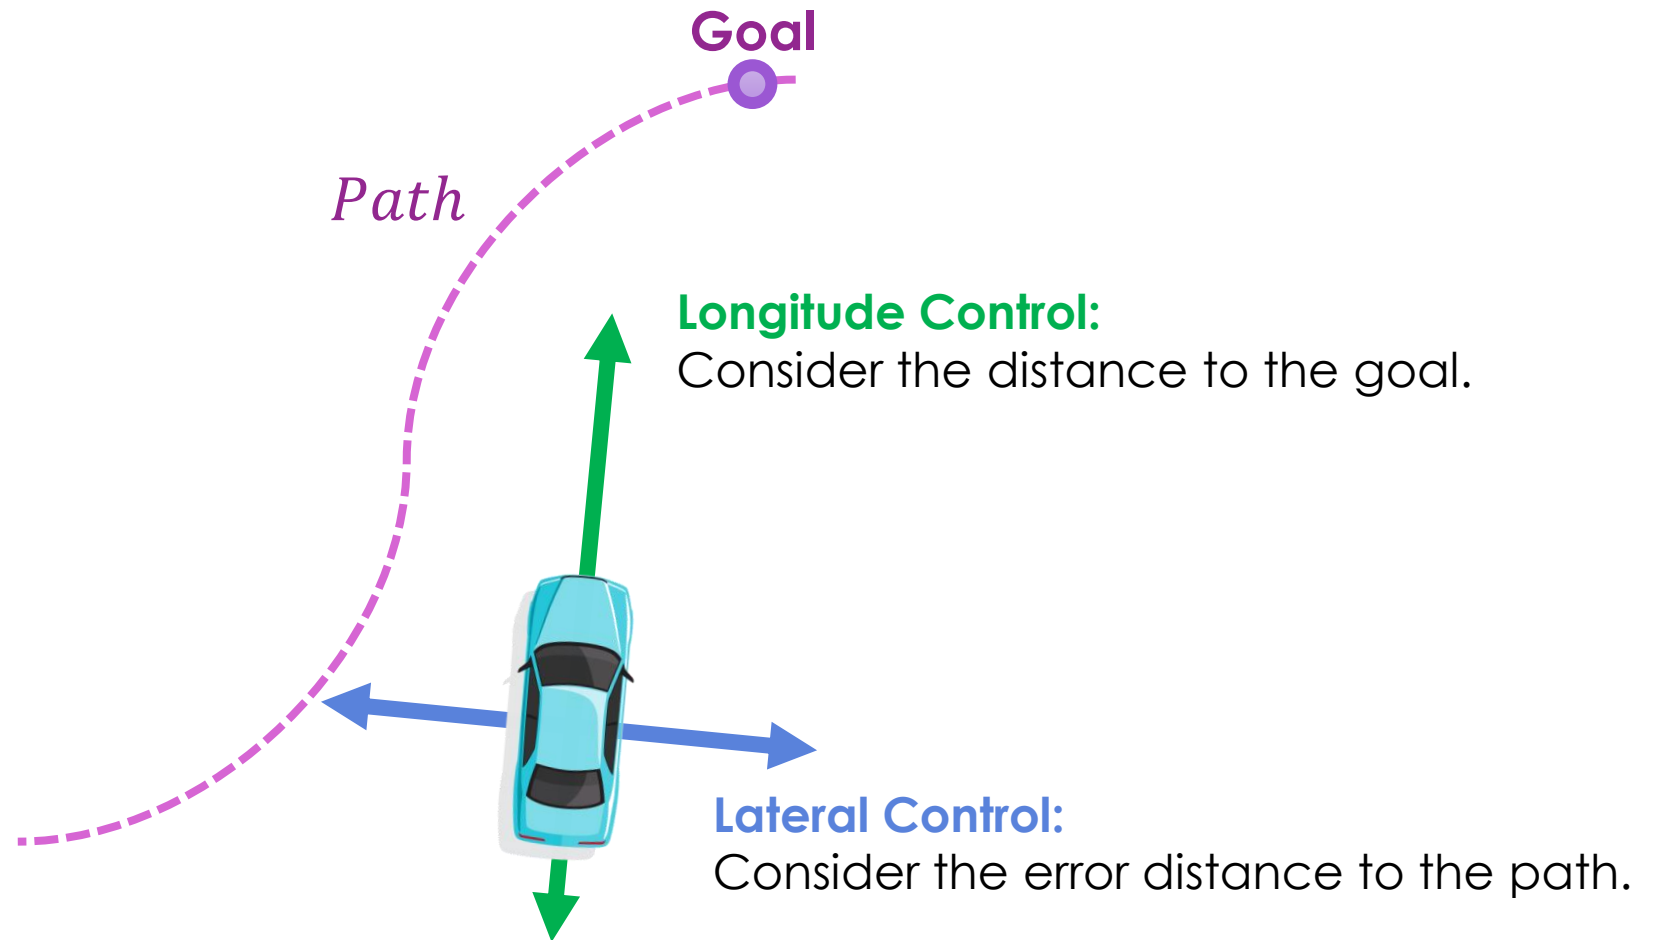 Goal
Path
Longitude Control:
Consider the distance to the goal.
Lateral Control:
Consider the error distance to the path.